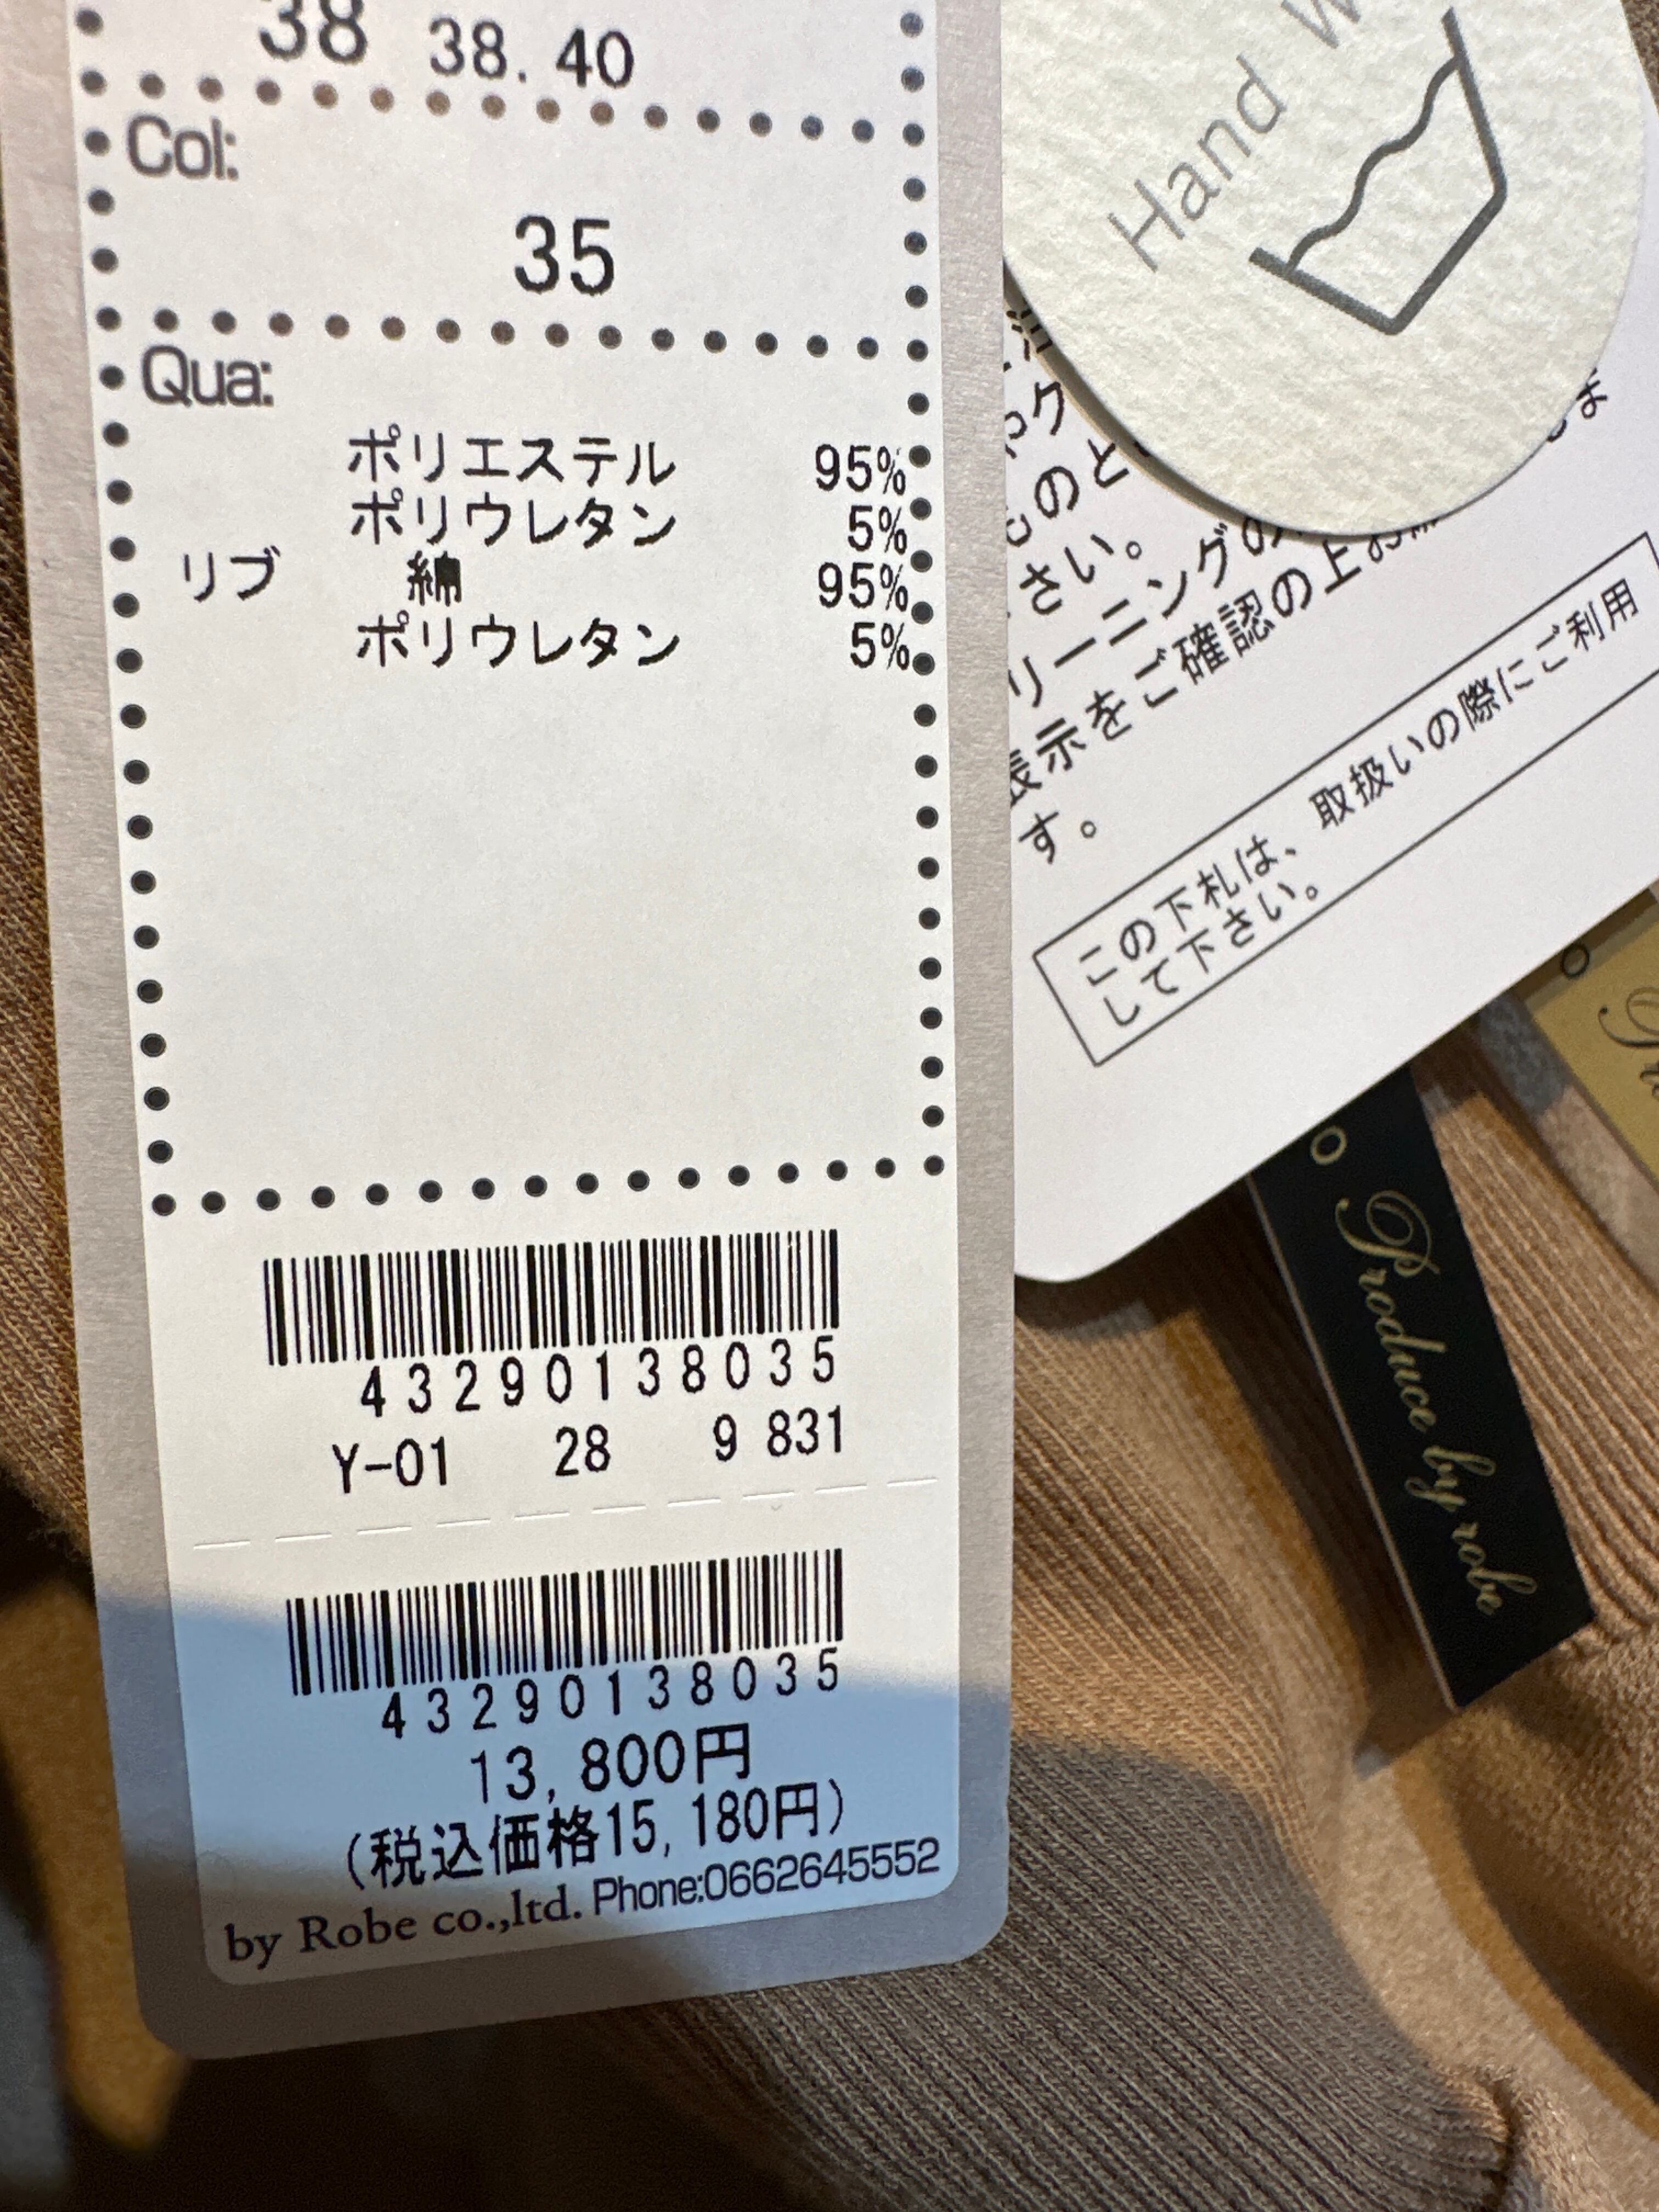 38 38.40
Col:
35
Qua:
ポリエステル 95%
ポリウレタン 5%
リブ 綿 95%
ポリウレタン 5%
43290138035
Y-01 28 9 831
43290138035
13,800円
(税込価格15,180円)
by Robe co.,ltd. Phone:0662645552
Hand
ク
のと
さい。
リーニングの
表示をご確認の上お
す。
この下札は、取扱いの際にご利用
して下さい。
Produce by robe